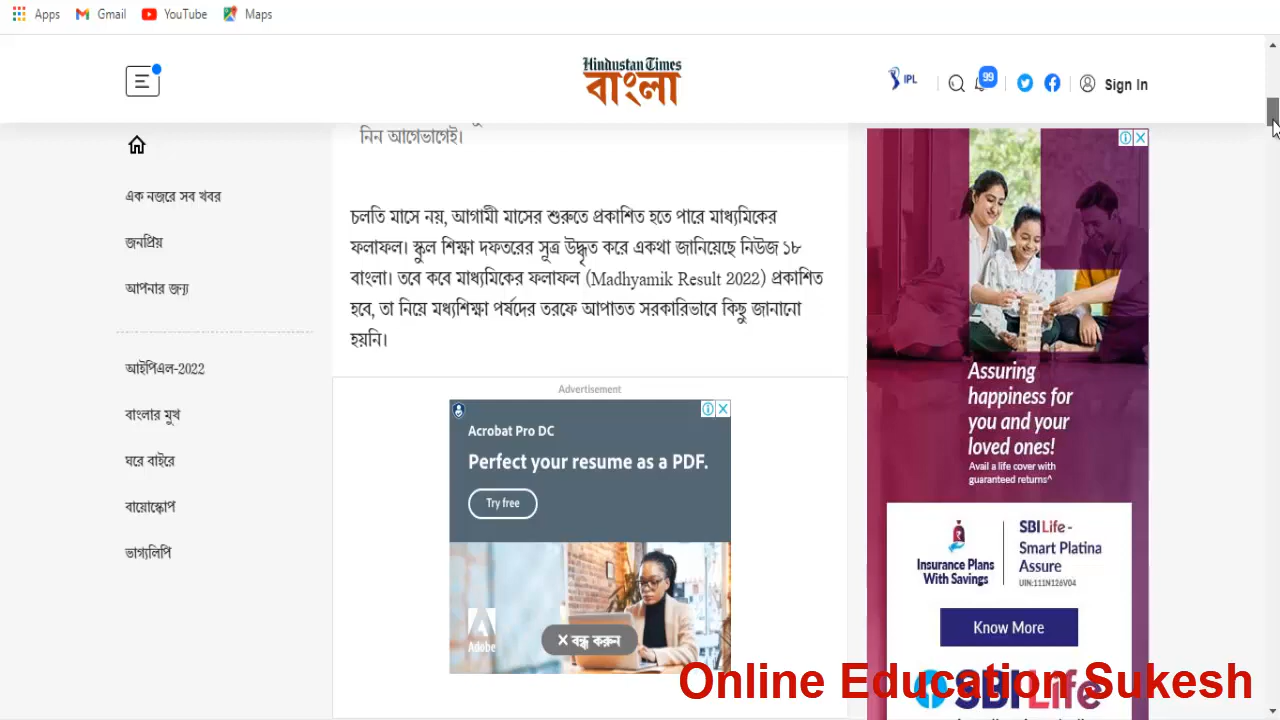 Apps Gmail YouTube Maps
Hindustan Times
বাংলা
IPL
99
Sign In
নিন আগেভাগেই।
এক নজরে সব খবর
জনপ্রিয়
আপনার জন্য
আইপিএল-2022
বাংলার মুখ
ঘরে বাইরে
বায়োস্কোপ
ভাগ্যলিপি
চলতি মাসে নয়, আগামী মাসের শুরুতে প্রকাশিত হতে পারে মাধ্যমিকের
ফলাফল। স্কুল শিক্ষা দফতরের সূত্র উদ্ধৃত করে একথা জানিয়েছে নিউজ ১৮
বাংলা। তবে কবে মাধ্যমিকের ফলাফল (Madhyamik Result 2022) প্রকাশিত
হবে, তা নিয়ে মধ্যশিক্ষা পর্ষদের তরফে আপাতত সরকারিভাবে কিছু জানানো
হয়নি।
Advertisement
Acrobat Pro DC
Perfect your resume as a PDF.
Try free
Adobe
X বন্ধ করুন
Assuring
happiness for
you and your
loved ones!
Avail a life cover with
guaranteed returns^
Insurance Plans
With Savings
SBI Life -
Smart Platina
Assure
UIN:111N126V04
Know More
SBI Life
Online Education Sukesh